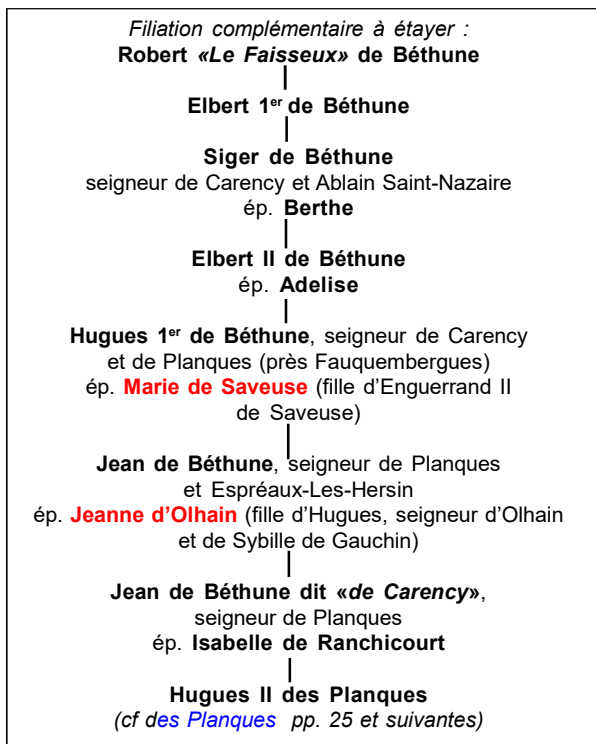 Filiation complémentaire à étayer :
Robert «Le Faisseux» de Béthune
Elbert 1er de Béthune
Siger de Béthune
seigneur de Carency et Ablain Saint-Nazaire
ép. Berthe
Elbert II de Béthune
ép. Adelise
Hugues 1er de Béthune, seigneur de Carency
et de Planques (près Fauquembergues)
ép. Marie de Saveuse (fille d’Enguerrand II
de Saveuse)
Jean de Béthune, seigneur de Planques
et Espréaux-Les-Hersin
ép. Jeanne d’Olhain (fille d’Hugues, seigneur d’Olhain
et de Sybille de Gauchin)
Jean de Béthune dit «de Carency»,
seigneur de Planques
ép. Isabelle de Ranchicourt
Hugues II des Planques
(cf des Planques pp. 25 et suivantes)